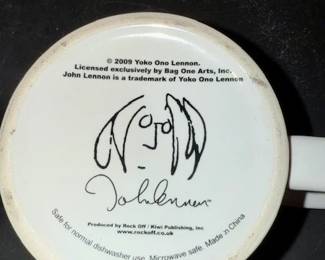 © 2009 Yoko Ono Lennon.
Licensed exclusively by Bag One Arts, Inc.
John Lennon is a trademark of Yoko Ono Lennon
John Lennon
Produced by Rock Off / Kiwi Publishing, Inc
www.rockoff.co.uk
Safe for normal dishwasher use. Microwave safe. Made in China